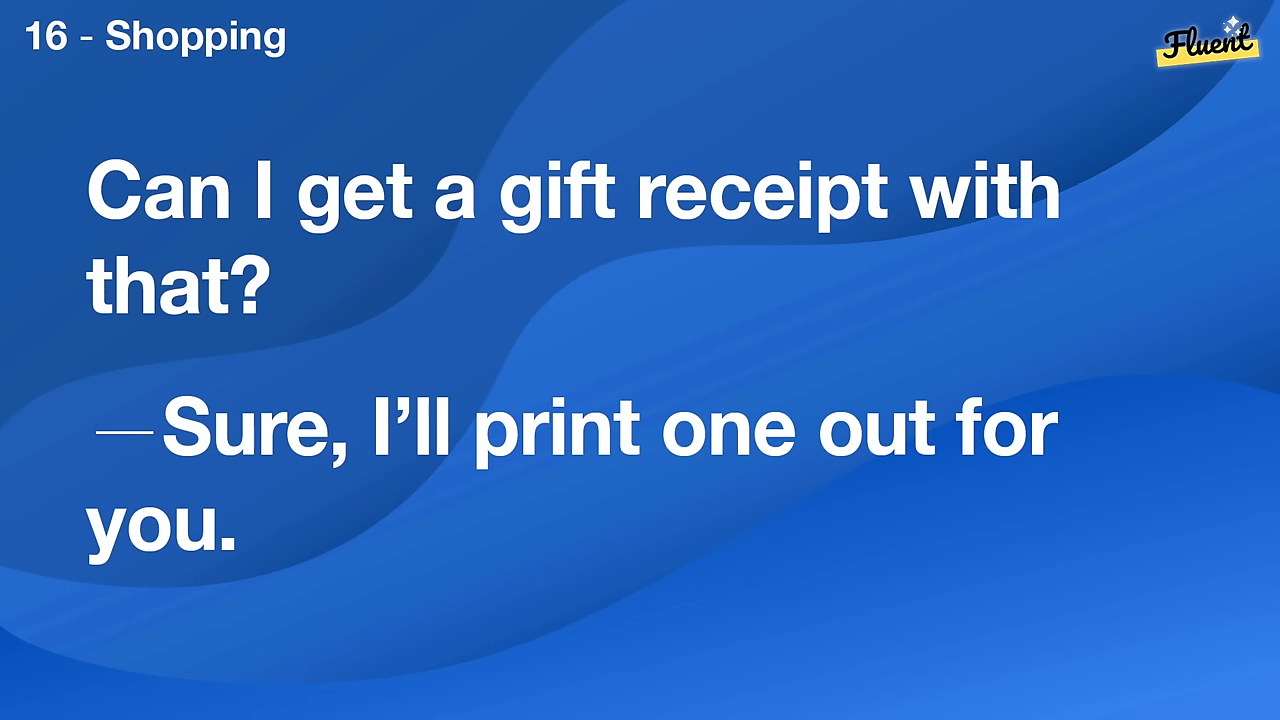 16 - Shopping
Fluent
Can I get a gift receipt with
that?
—Sure, I’ll print one out for
you.